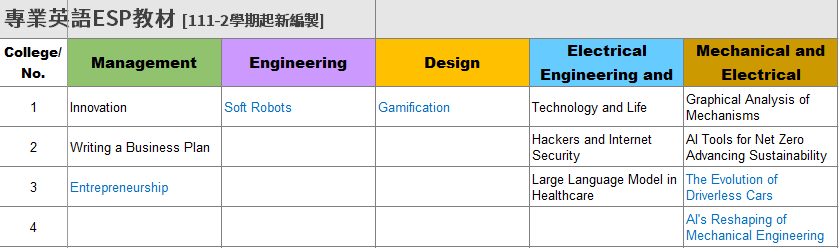 專業英語ESP教材 [111-2學期起新編製]
College/ No. Management Engineering Design Electrical Engineering and Mechanical and Electrical
1 Innovation Soft Robots Gamification Technology and Life Graphical Analysis of Mechanisms
2 Writing a Business Plan Hackers and Internet Security AI Tools for Net Zero Advancing Sustainability
3 Entrepreneurship Large Language Model in Healthcare The Evolution of Driverless Cars
4 AI's Reshaping of Mechanical Engineering